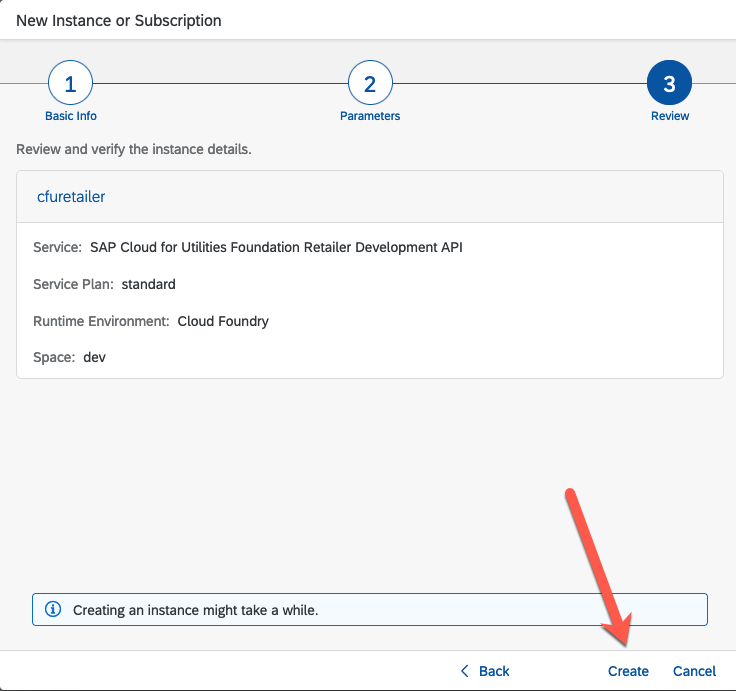 New Instance or Subscription
1
2
3
Basic Info
Parameters
Review
Review and verify the instance details.
cfuretailer
Service: SAP Cloud for Utilities Foundation Retailer Development API
Service Plan: standard
Runtime Environment: Cloud Foundry
Space: dev
Creating an instance might take a while.
Back
Create
Cancel